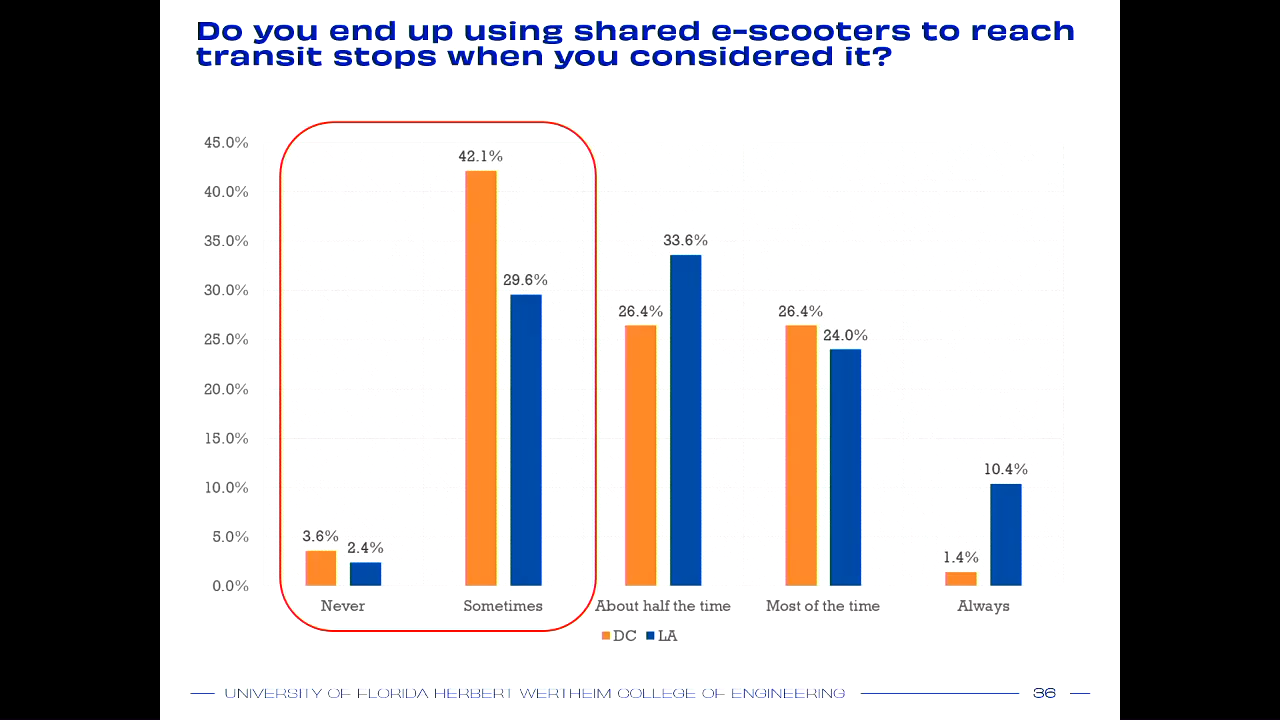 Do you end up using shared e-scooters to reach
transit stops when you considered it?
45.0%
40.0%
35.0%
30.0%
25.0%
20.0%
15.0%
10.0%
5.0%
0.0%
3.6%
2.4%
42.1%
29.6%
26.4%
33.6%
26.4%
24.0%
1.4%
10.4%
Never
Sometimes
About half the time
Most of the time
Always
DC LA
UNIVERSITY OF FLORIDA HERBERT WERTHEIM COLLEGE OF ENGINEERING 36